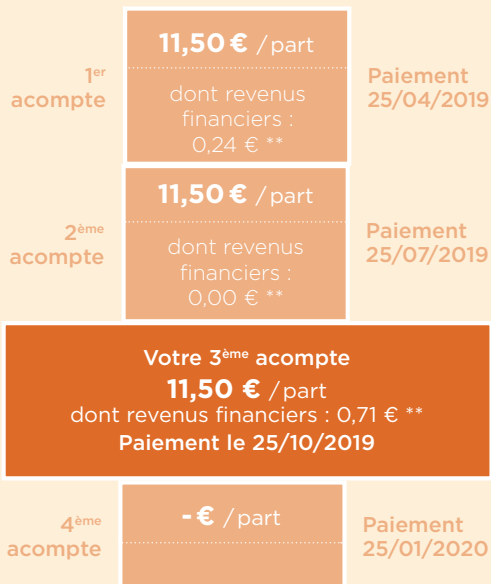 1er acompte
11,50 € / part
dont revenus
financiers :
0,24 € **
Paiement
25/04/2019
2ème acompte
11,50 € / part
dont revenus
financiers :
0,00 € **
Paiement
25/07/2019
Votre 3ème acompte
11,50 € / part
dont revenus financiers : 0,71 € **
Paiement le 25/10/2019
4ème acompte
- € / part
Paiement
25/01/2020